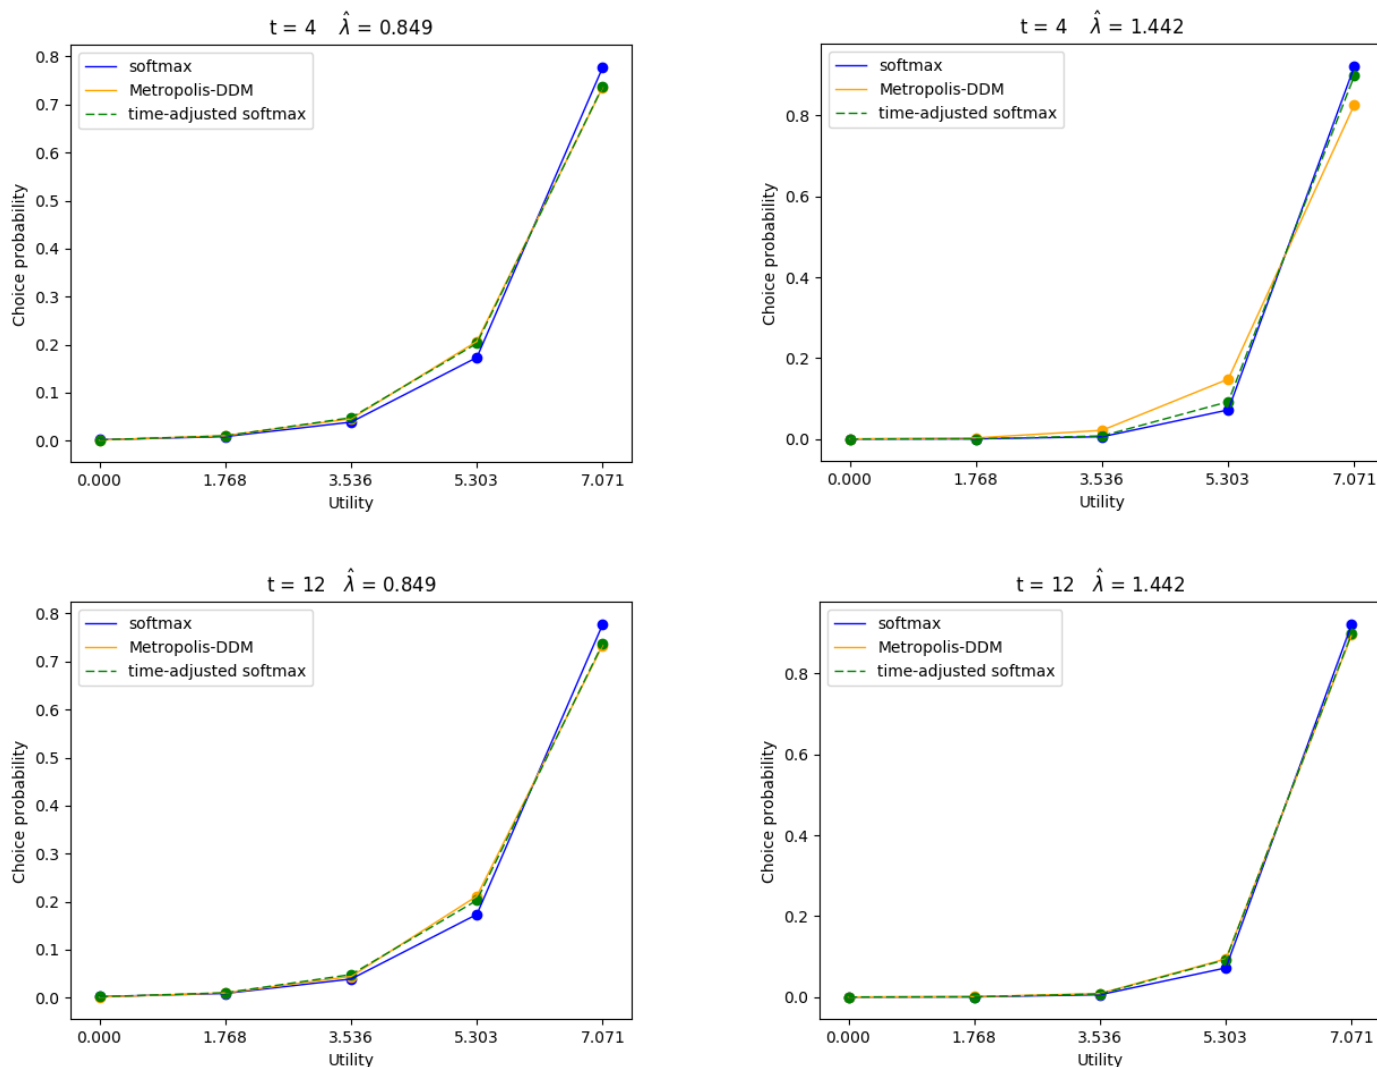 t = 4 λ̂ = 0.849
softmax
Metropolis-DDM
time-adjusted softmax
0.8
0.7
0.6
0.5
0.4
0.3
0.2
0.1
0.0
Choice probability
0.000 1.768 3.536 5.303 7.071
Utility
t = 4 λ̂ = 1.442
softmax
Metropolis-DDM
time-adjusted softmax
0.8
0.6
0.4
0.2
0.0
Choice probability
0.000 1.768 3.536 5.303 7.071
Utility
t = 12 λ̂ = 0.849
softmax
Metropolis-DDM
time-adjusted softmax
0.8
0.7
0.6
0.5
0.4
0.3
0.2
0.1
0.0
Choice probability
0.000 1.768 3.536 5.303 7.071
Utility
t = 12 λ̂ = 1.442
softmax
Metropolis-DDM
time-adjusted softmax
0.8
0.6
0.4
0.2
0.0
Choice probability
0.000 1.768 3.536 5.303 7.071
Utility